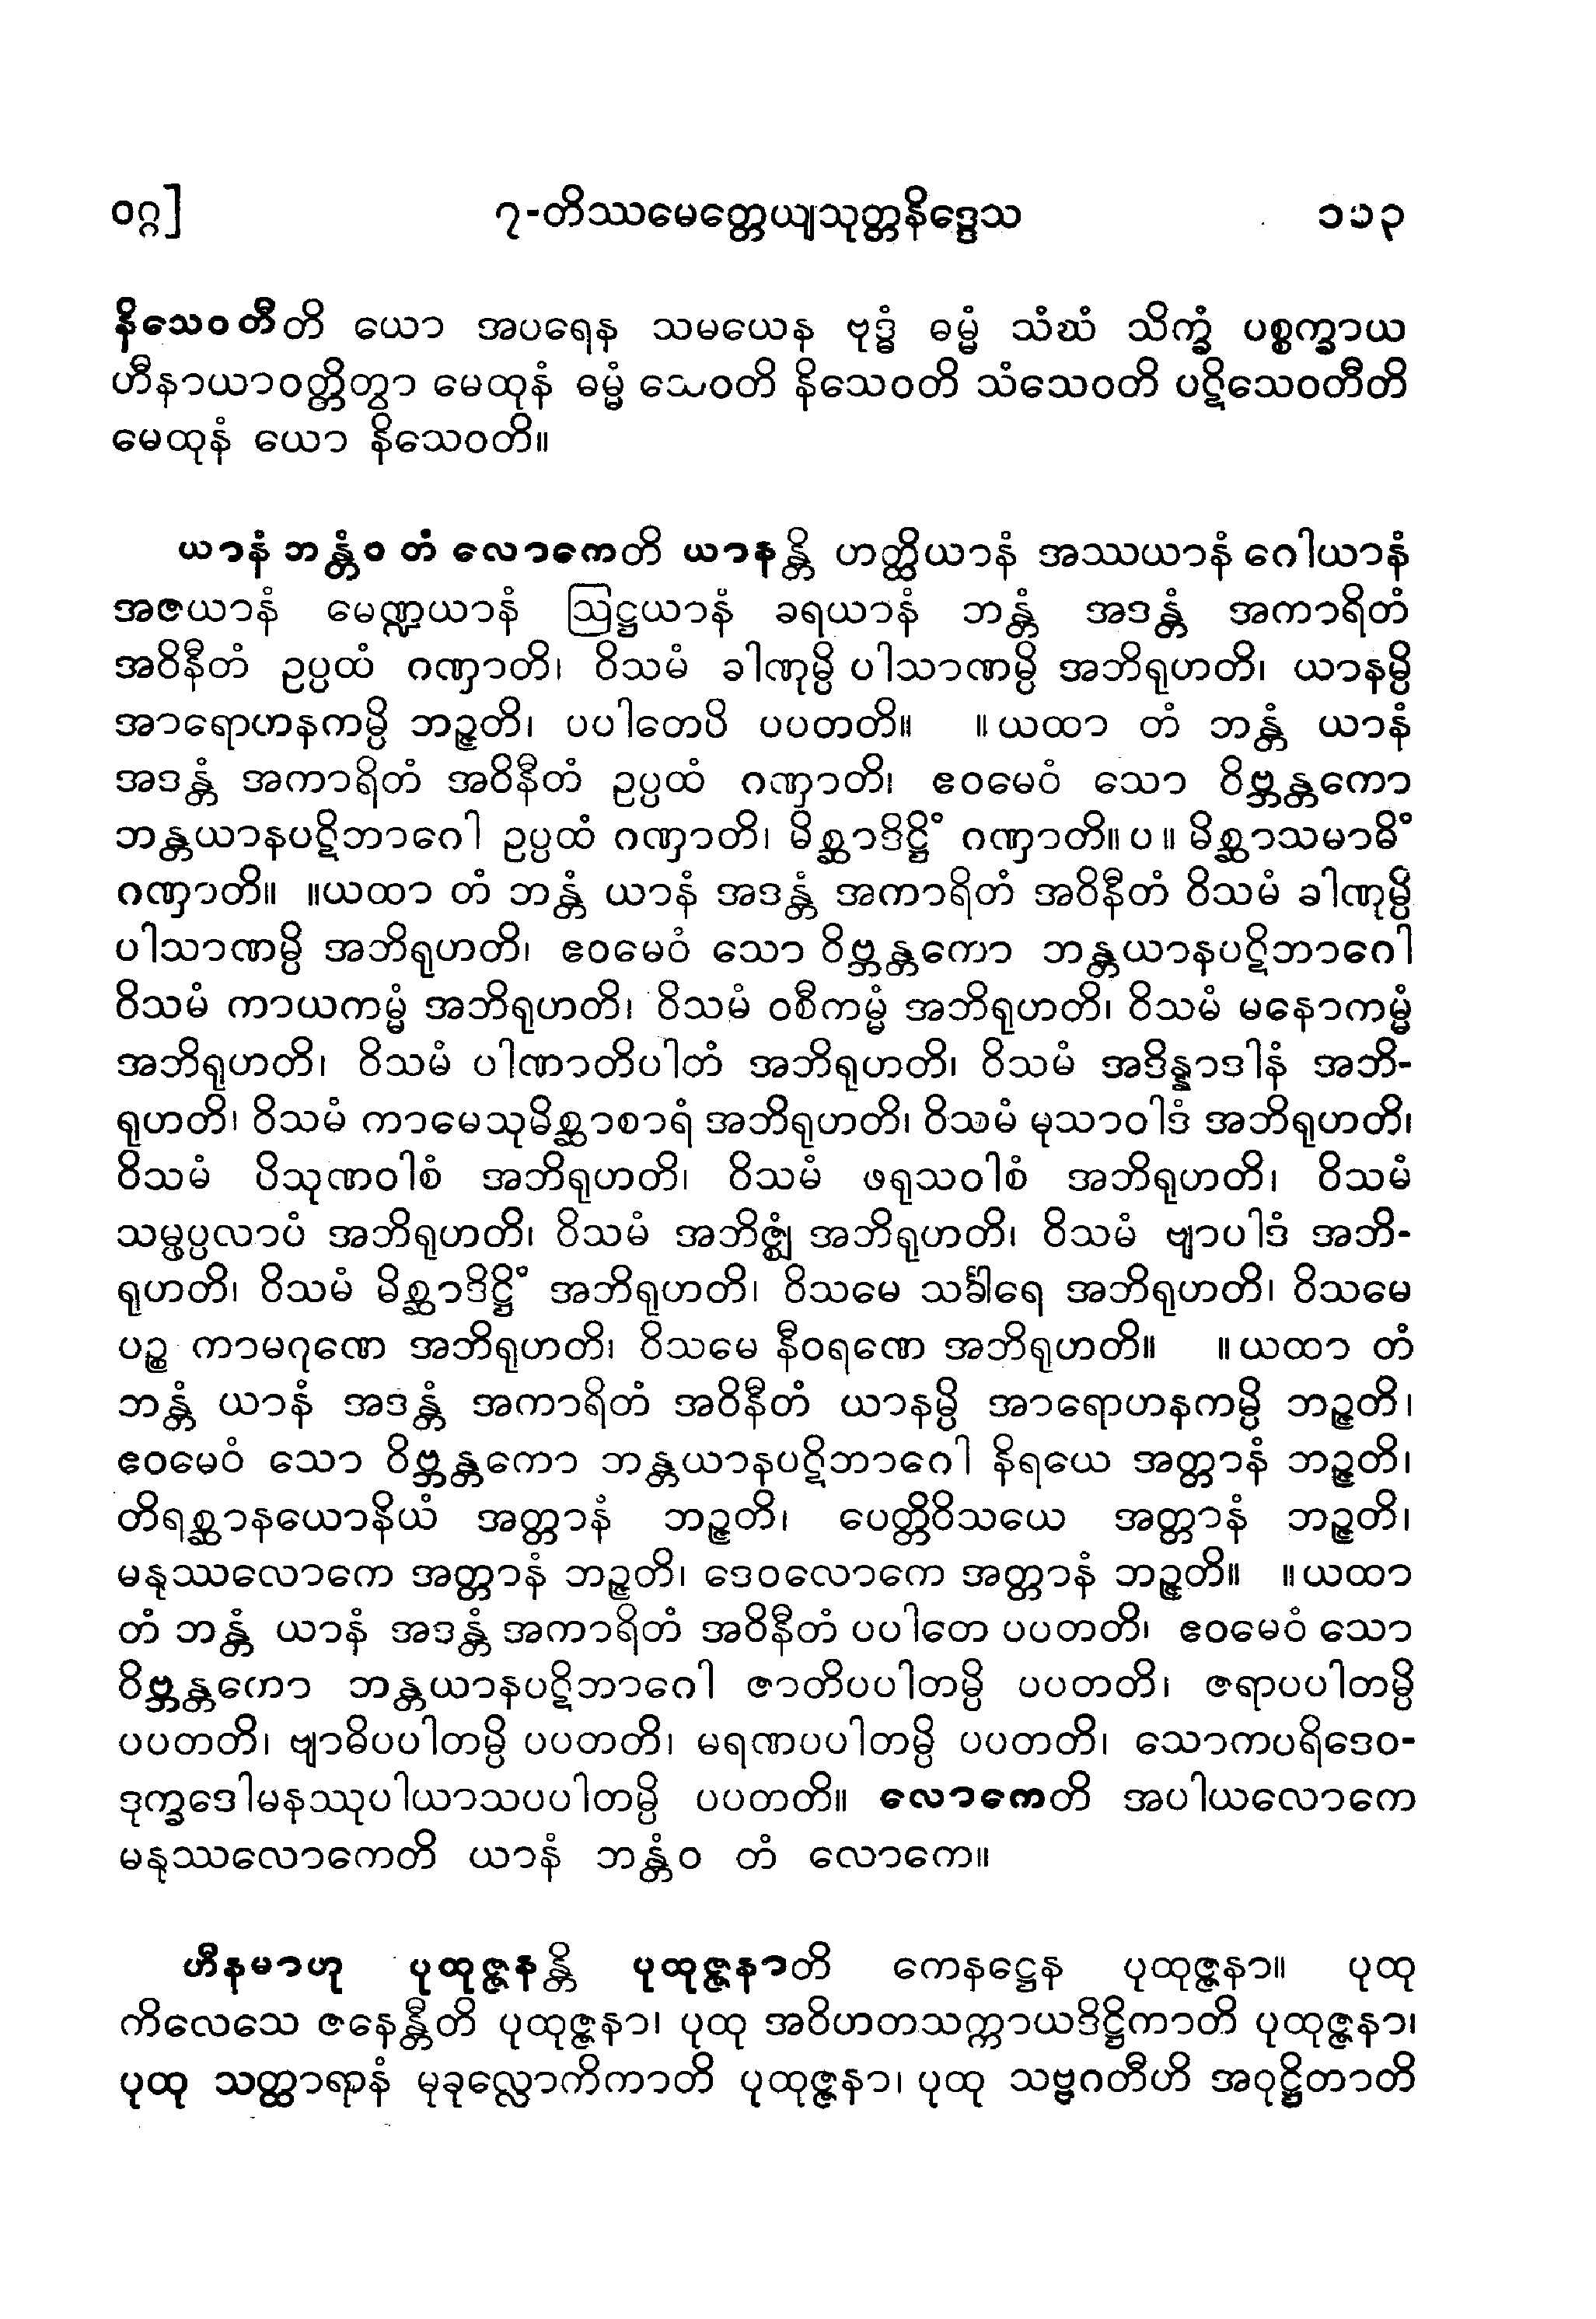 ဝဂ္ဂ] ၇-တိဿမေတ္တေယျသုတ္တနိဒ္ဒေသ ၁၁၃
နိသေဝတီတိ ယော အပရေန သမယေန ဗုဒ္ဓံ ဓမ္မံ သံဃံ သိက္ခံ ပစ္စက္ခာယ
ဟီနာယာဝတ္တိတွာ မေထုနံ ဓမ္မံ သေဝတိ နိသေဝတိ သံသေဝတိ ပဋိသေဝတီတိ
မေထုနံ ယော နိသေဝတိ။
ယာနံ ဘန္တံဝ တံ လောကေတိ ယာနန္တိ ဟတ္ထိယာနံ အဿယာနံ ဂေါယာနံ
အဇယာနံ မေဏ္ဍယာနံ ဩဋ္ဌယာနံ ခရယာနံ ဘန္တံ အဒန္တံ အကာရိတံ
အဝိနီတံ ဥပ္ပထံ ဂဏှာတိ၊ ဝိသမံ ခါဏုမ္ပိ ပါသာဏမ္ပိ အဘိရုဟတိ၊ ယာနမ္ပိ
အာရောဟနကမ္ပိ ဘဉ္ဇတိ၊ ပပါတေပိ ပပတတိ။ ။ယထာ တံ ဘန္တံ ယာနံ
အဒန္တံ အကာရိတံ အဝိနီတံ ဥပ္ပထံ ဂဏှာတိ၊ ဧဝမေဝံ သော ဝိဗ္ဘန္တကော
ဘန္တယာနပဋိဘာဂေါ ဥပ္ပထံ ဂဏှာတိ၊ မိစ္ဆာဒိဋ္ဌိံ ဂဏှာတိ။ပ။ မိစ္ဆာသမာဓိံ
ဂဏှာတိ။ ။ယထာ တံ ဘန္တံ ယာနံ အဒန္တံ အကာရိတံ အဝိနီတံ ဝိသမံ ခါဏုမ္ပိ
ပါသာဏမ္ပိ အဘိရုဟတိ၊ ဧဝမေဝံ သော ဝိဗ္ဘန္တကော ဘန္တယာနပဋိဘာဂေါ
ဝိသမံ ကာယကမ္မံ အဘိရုဟတိ၊ ဝိသမံ ဝစီကမ္မံ အဘိရုဟတိ၊ ဝိသမံ မနောကမ္မံ
အဘိရုဟတိ၊ ဝိသမံ ပါဏာတိပါတံ အဘိရုဟတိ၊ ဝိသမံ အဒိန္နာဒါနံ အဘိ-
ရုဟတိ၊ ဝိသမံ ကာမေသုမိစ္ဆာစာရံ အဘိရုဟတိ၊ ဝိသမံ မုသာဝါဒံ အဘိရုဟတိ၊
ဝိသမံ ပိသုဏဝါစံ အဘိရုဟတိ၊ ဝိသမံ ဖရုသဝါစံ အဘိရုဟတိ၊ ဝိသမံ
သမ္ဖပ္ပလာပံ အဘိရုဟတိ၊ ဝိသမံ အဘိဇ္ဈံ အဘိရုဟတိ၊ ဝိသမံ ဗျာပါဒံ အဘိ-
ရုဟတိ၊ ဝိသမံ မိစ္ဆာဒိဋ္ဌိံ အဘိရုဟတိ၊ ဝိသမေ သင်္ခါရေ အဘိရုဟတိ၊ ဝိသမေ
ပဉ္စ ကာမဂုဏေ အဘိရုဟတိ၊ ဝိသမေ နီဝရဏေ အဘိရုဟတိ။ ။ယထာ တံ
ဘန္တံ ယာနံ အဒန္တံ အကာရိတံ အဝိနီတံ ယာနမ္ပိ အာရောဟနကမ္ပိ ဘဉ္ဇတိ၊
ဧဝမေဝံ သော ဝိဗ္ဘန္တကော ဘန္တယာနပဋိဘာဂေါ နိရယေ အတ္တာနံ ဘဉ္ဇတိ၊
တိရစ္ဆာနယောနိယံ အတ္တာနံ ဘဉ္ဇတိ၊ ပေတ္တိဝိသယေ အတ္တာနံ ဘဉ္ဇတိ၊
မနုဿလောကေ အတ္တာနံ ဘဉ္ဇတိ၊ ဒေဝလောကေ အတ္တာနံ ဘဉ္ဇတိ။ ။ယထာ
တံ ဘန္တံ ယာနံ အဒန္တံ အကာရိတံ အဝိနီတံ ပပါတေ ပပတတိ၊ ဧဝမေဝံ သော
ဝိဗ္ဘန္တကော ဘန္တယာနပဋိဘာဂေါ ဇာတိပပါတမ္ပိ ပပတတိ၊ ဇရာပပါတမ္ပိ
ပပတတိ၊ ဗျာဓိပပါတမ္ပိ ပပတတိ၊ မရဏပပါတမ္ပိ ပပတတိ၊ သောကပရိဒေဝ-
ဒုက္ခဒေါမနဿုပါယာသပပါတမ္ပိ ပပတတိ။ လောကေတိ အပါယလောကေ
မနုဿလောကေတိ ယာနံ ဘန္တံဝ တံ လောကေ။
ဟီနမာဟု ပုထုဇ္ဇနန္တိ ပုထုဇ္ဇနာတိ ကေနဋ္ဌေန ပုထုဇ္ဇနာ။ ပုထု
ကိလေသေ ဇနေန္တီတိ ပုထုဇ္ဇနာ၊ ပုထု အဝိဟတသက္ကာယဒိဋ္ဌိကာတိ ပုထုဇ္ဇနာ၊
ပုထု သတ္ထာရာနံ မုခုလ္လောကိကာတိ ပုထုဇ္ဇနာ၊ ပုထု သဗ္ဗဂတီဟိ အဝုဋ္ဌိတာတိ